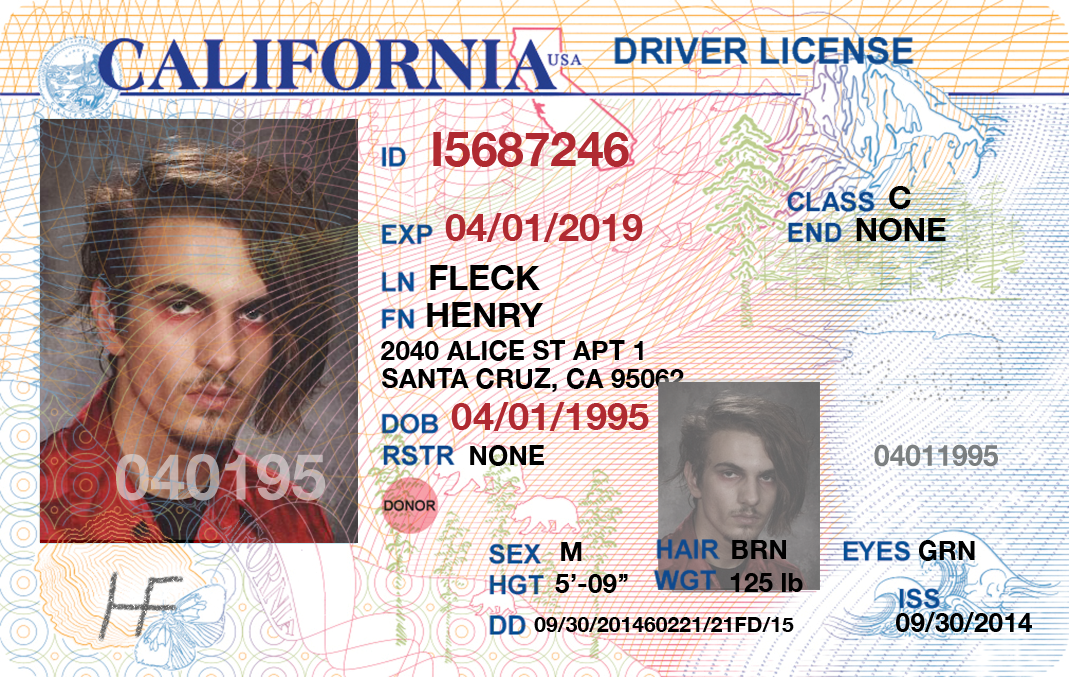 CALIFORNIA USA DRIVER LICENSE
ID I5687246
CLASS C
EXP 04/01/2019
END NONE
LN FLECK
FN HENRY
2040 ALICE ST APT 1
SANTA CRUZ, CA 95062
DOB 04/01/1995
RSTR NONE
04011995
040195
DONOR
SEX M
HAIR BRN
EYES GRN
HGT 5'-09”
WGT 125 lb
ISS
09/30/2014
DD 09/30/201460221/21FD/15
HF
CALIFORNIA